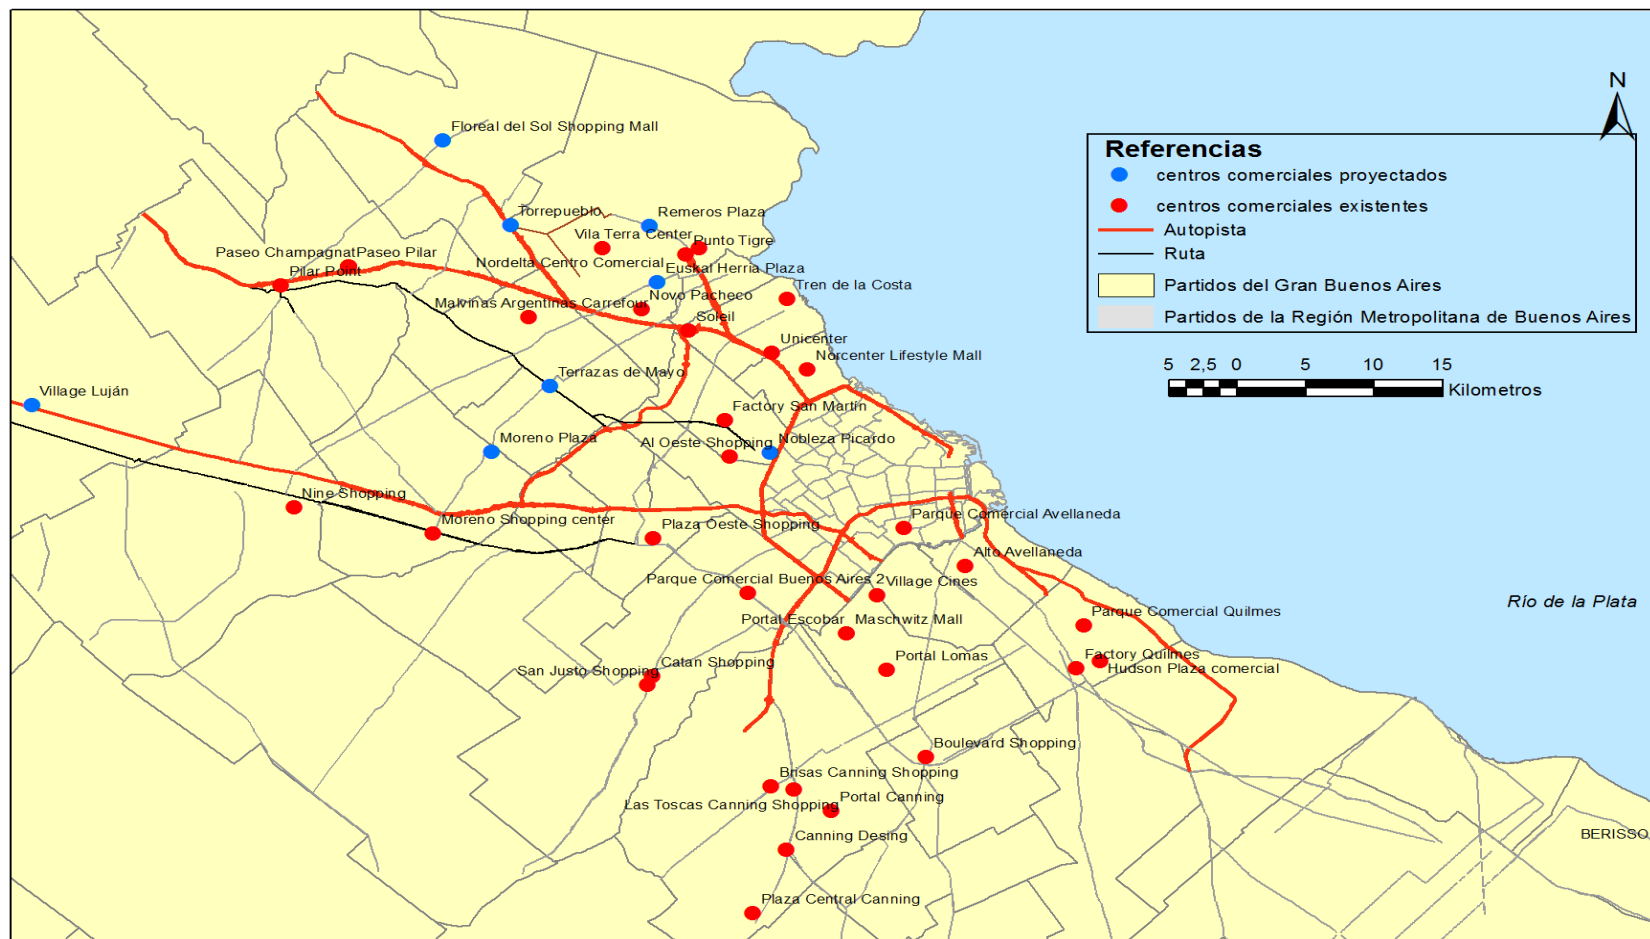 N
Floreal del Sol Shopping Mall
Referencias
centros comerciales proyectados
centros comerciales existentes
Autopista
Ruta
Partidos del Gran Buenos Aires
Partidos de la Región Metropolitana de Buenos Aires
Torrepueblo
Remeros Plaza
Vila Terra Center
Punto Tigre
Paseo Champagnat
Paseo Pilar
Pilar Point
Nordelta Centro Comercial
Euskal Herria Plaza
Tren de la Costa
Malvinas Argentinas Carrefour
Novo Pacheco
Soleil
Unicenter
Norcenter Lifestyle Mall
5 2,5 0 5 10 15
Kilometros
Village Luján
Terrazas de Mayo
Factory San Martín
Moreno Plaza
Al Oeste Shopping
Nobleza Picardo
Nine Shopping
Moreno Shopping center
Plaza Oeste Shopping
Parque Comercial Avellaneda
Alto Avellaneda
Parque Comercial Buenos Aires 2
Village Cines
Río de la Plata
Portal Escobar
Maschwitz Mall
Parque Comercial Quilmes
San Justo Shopping
Catan Shopping
Portal Lomas
Factory Quilmes
Hudson Plaza comercial
Boulevard Shopping
Brisas Canning Shopping
Las Toscas Canning Shopping
Portal Canning
Canning Desing
BERISSO
Plaza Central Canning